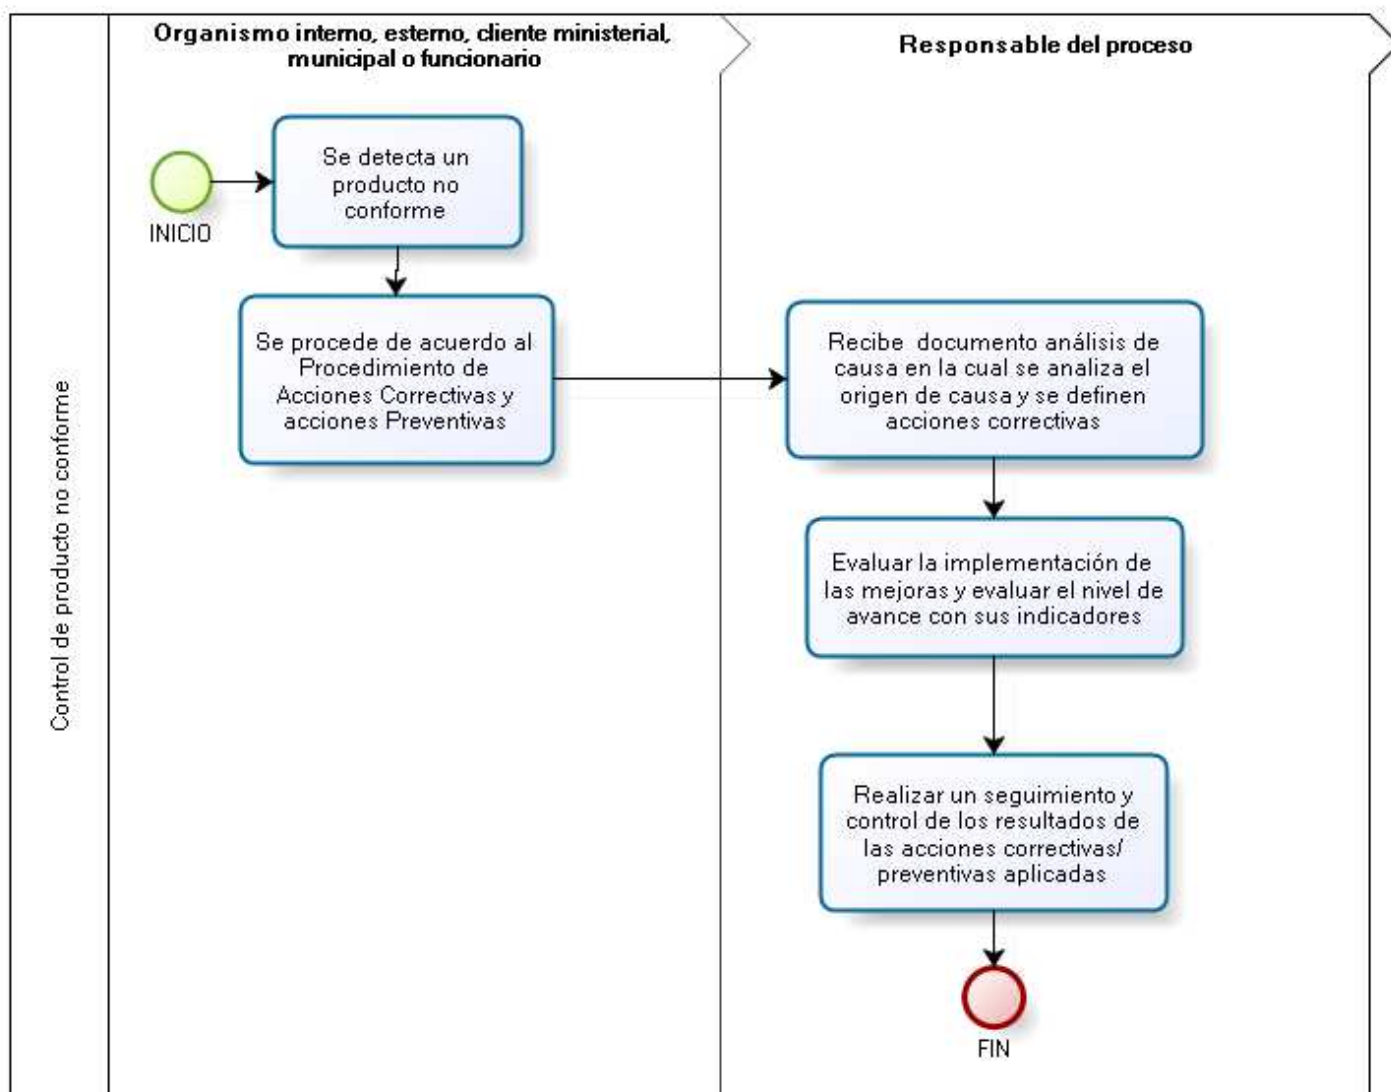 Organismo interno, esterno, cliente ministerial,
municipal o funcionario
Responsable del proceso
Control de producto no conforme
INICIO
Se detecta un
producto no
conforme
Se procede de acuerdo al
Procedimiento de
Acciones Correctivas y
acciones Preventivas
Recibe documento análisis de
causa en la cual se analiza el
origen de causa y se definen
acciones correctivas
Evaluar la implementación de
las mejoras y evaluar el nivel de
avance con sus indicadores
Realizar un seguimiento y
control de los resultados de
las acciones correctivas/
preventivas aplicadas
FIN